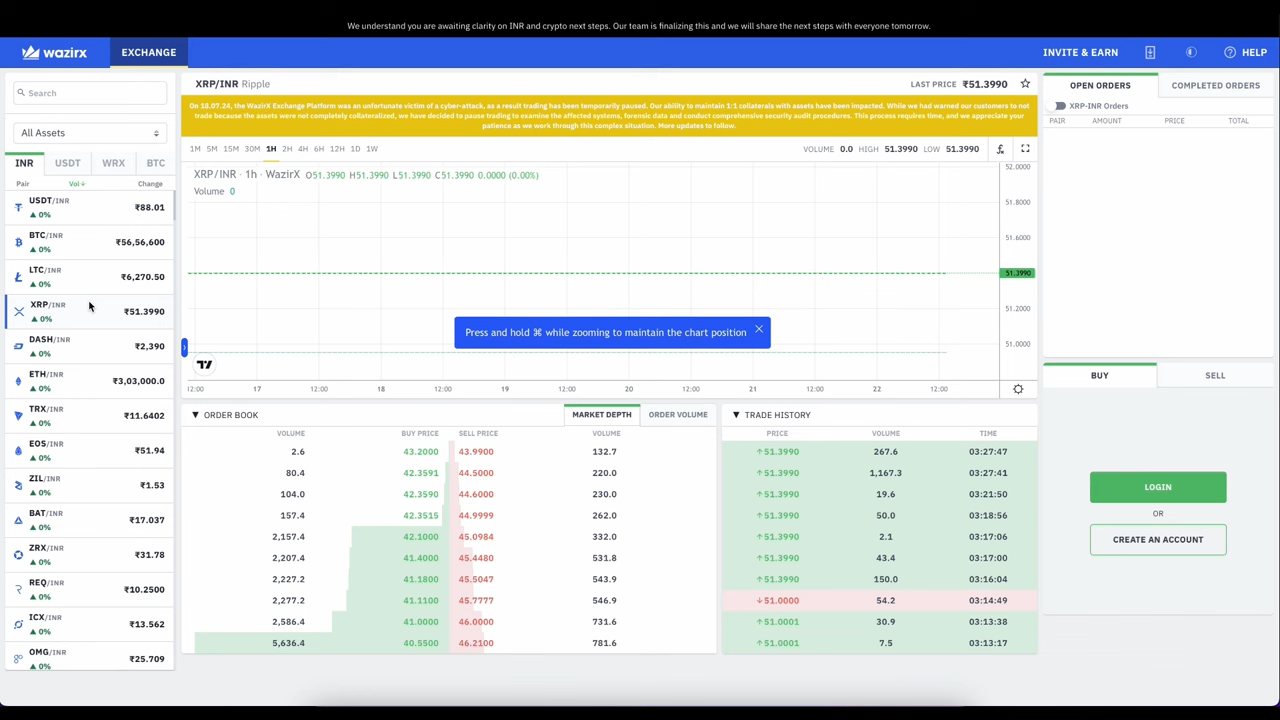 We understand you are awaiting clarity on INR and crypto next steps. Our team is finalizing this and we will share the next steps with everyone tomorrow.
wazirx EXCHANGE INVITE & EARN HELP
Search
All Assets
INR USDT WRX BTC
Pair Vol Change
USDT/INR
▲ 0% ₹88.01
BTC/INR
▲ 0% ₹56,56,600
LTC/INR
▲ 0% ₹6,270.50
XRP/INR
▲ 0% ₹51.3990
DASH/INR
▲ 0% ₹2,390
ETH/INR
▲ 0% ₹3,03,000.0
TRX/INR
▲ 0% ₹11.6402
EOS/INR
▲ 0% ₹51.94
ZIL/INR
▲ 0% ₹1.53
BAT/INR
▲ 0% ₹17.037
ZRX/INR
▲ 0% ₹31.78
REQ/INR
▲ 0% ₹10.2500
ICX/INR
▲ 0% ₹13.562
OMG/INR
▲ 0% ₹25.709
XRP/INR Ripple LAST PRICE ₹51.3990
On 18.07.24, the WazirX Exchange Platform was an unfortunate victim of a cyber-attack, as a result trading has been temporarily paused. Our ability to maintain 1:1 collaterals with assets have been impacted. While we had warned our customers to not
trade because the assets were not completely collateralized, we have decided to pause trading to examine the affected systems, forensic data and conduct comprehensive security audit procedures. This process requires time, and we appreciate your
patience as we work through this complex situation. More updates to follow.
1M 5M 15M 30M 1H 2H 4H 6H 12H 1D 1W VOLUME 0.0 HIGH 51.3990 LOW 51.3990
XRP/INR · 1h · WazirX O51.3990 H51.3990 L51.3990 C51.3990 0.0000 (0.00%)
Volume 0
52.0000
51.8000
51.6000
51.3990
51.2000
51.0000
Press and hold ⌘ while zooming to maintain the chart position
12:00 17 12:00 18 12:00 19 12:00 20 12:00 21 12:00 22 12:00
▼ ORDER BOOK MARKET DEPTH ORDER VOLUME
VOLUME BUY PRICE SELL PRICE VOLUME
2.6 43.2000 43.9900 132.7
80.4 42.3591 44.5000 220.0
104.0 42.3590 44.6000 230.0
157.4 42.3515 44.9999 262.0
2,157.4 42.1000 45.0984 332.0
2,207.4 41.4000 45.4480 531.8
2,227.2 41.1800 45.5047 543.9
2,277.2 41.1100 45.7777 546.9
2,586.4 41.0000 46.0000 731.6
5,636.4 40.5500 46.2100 781.6
▼ TRADE HISTORY
PRICE VOLUME TIME
↑51.3990 267.6 03:27:47
↑51.3990 1,167.3 03:27:41
↑51.3990 19.6 03:21:50
↑51.3990 50.0 03:18:56
↑51.3990 2.1 03:17:06
↑51.3990 43.4 03:17:00
↑51.3990 150.0 03:16:04
↓51.0000 54.2 03:14:49
↑51.0001 30.9 03:13:38
↑51.0001 7.5 03:13:17
OPEN ORDERS COMPLETED ORDERS
XRP-INR Orders
PAIR AMOUNT PRICE TOTAL
BUY SELL
LOGIN
OR
CREATE AN ACCOUNT